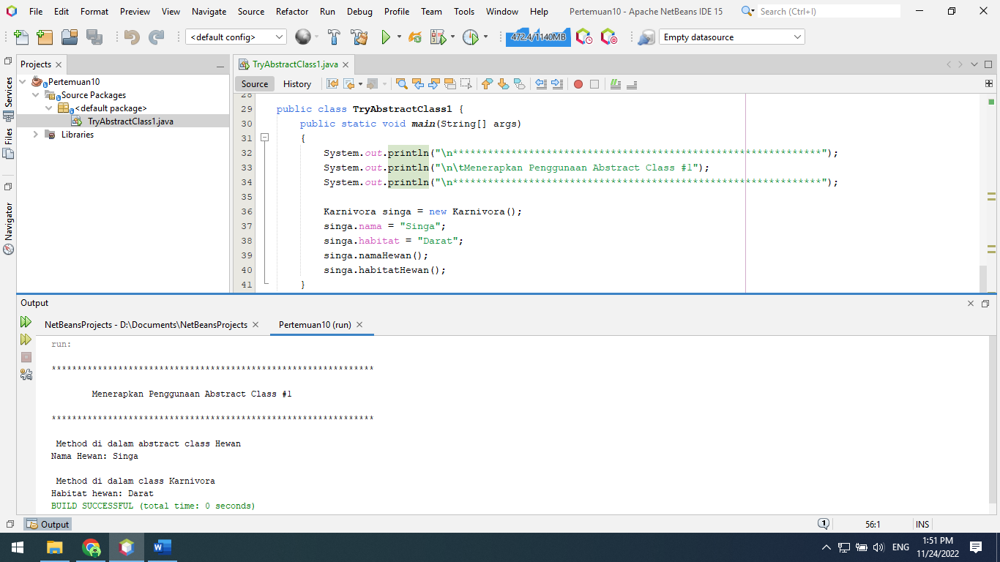 File Edit Format Preview View Navigate Source Refactor Run Debug Profile Team Tools Window Help Pertemuan10 - Apache NetBeans IDE 15 Search (Ctrl+I)
<default config> 472.4/1140MB Empty datasource
Services
Files
Navigator
Projects
Pertemuan10
Source Packages
<default package>
TryAbstractClass1.java
Libraries
TryAbstractClass1.java
Source History
28
29 public class TryAbstractClass1 {
30 public static void main(String[] args)
31 {
32 System.out.println("\n***************************************************************");
33 System.out.println("\n\tMenerapkan Penggunaan Abstract Class #1");
34 System.out.println("\n***************************************************************");
35
36 Karnivora singa = new Karnivora();
37 singa.nama = "Singa";
38 singa.habitat = "Darat";
39 singa.namaHewan();
40 singa.habitatHewan();
41 }
Output
NetBeansProjects - D:\Documents\NetBeansProjects Pertemuan10 (run)
run:
***************************************************************
Menerapkan Penggunaan Abstract Class #1
***************************************************************
Method di dalam abstract class Hewan
Nama Hewan: Singa
Method di dalam class Karnivora
Habitat hewan: Darat
BUILD SUCCESSFUL (total time: 0 seconds)
Output 1 56:1 INS
ENG 1:51 PM
11/24/2022